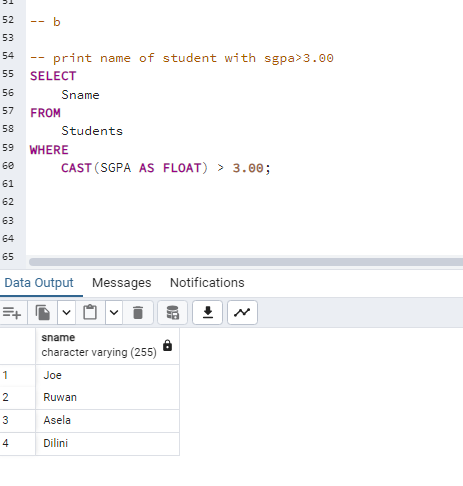 51
52 -- b
53
54 -- print name of student with sgpa>3.00
55 SELECT
56 Sname
57 FROM
58 Students
59 WHERE
60 CAST(SGPA AS FLOAT) > 3.00;
61
62
63
64
65
Data Output Messages Notifications
sname
character varying (255)
1 Joe
2 Ruwan
3 Asela
4 Dilini